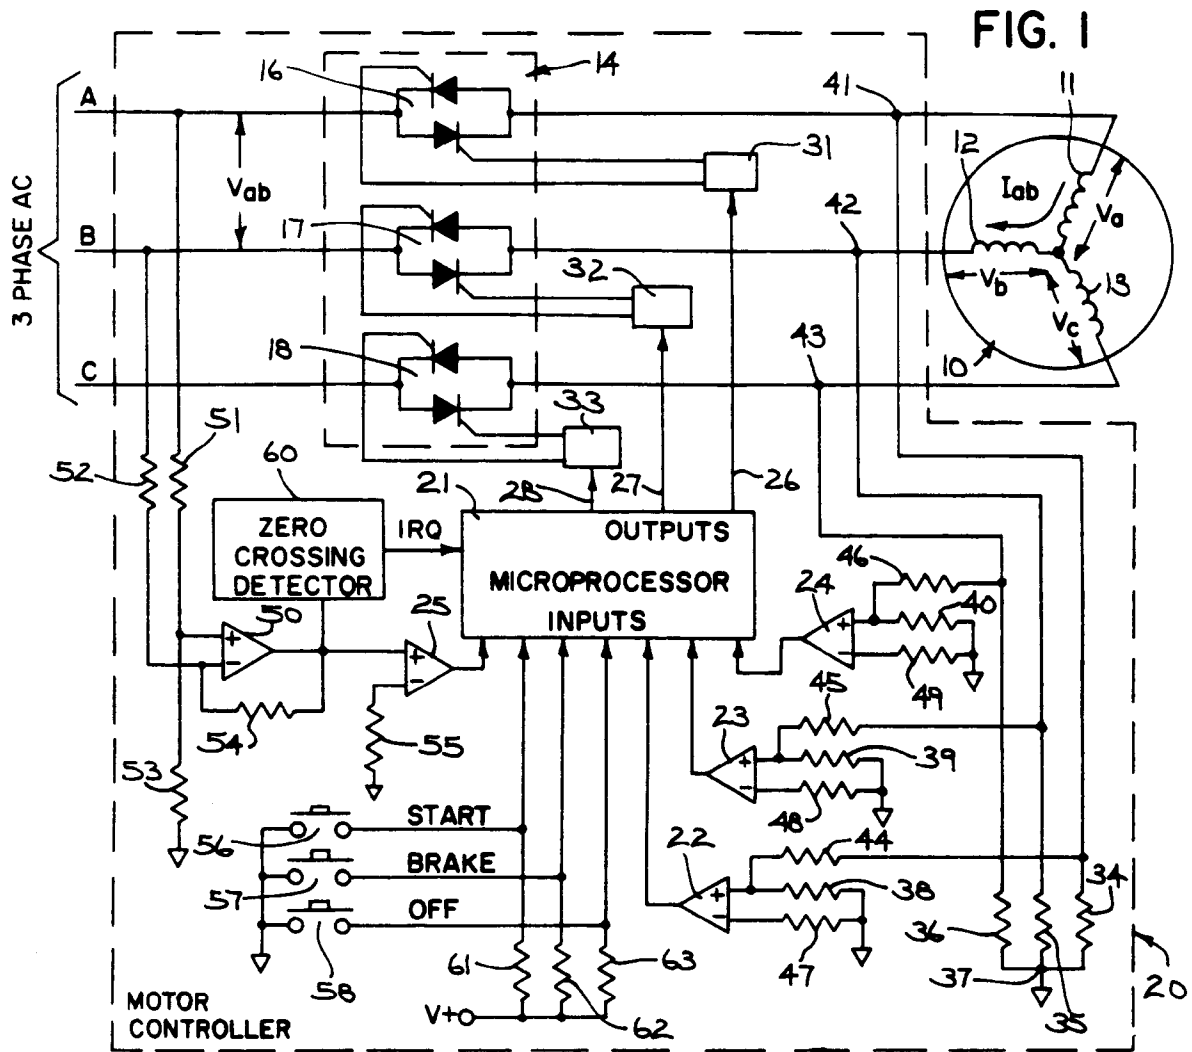 FIG. 1
16
14
41
11
A
12
Iab
31
Va
Vab
3 PHASE AC
17
42
B
32
Vb
13
Vc
18
43
10
C
33
51
52
60
21
28
27
26
ZERO
CROSSING
DETECTOR
IRQ
OUTPUTS
MICROPROCESSOR
INPUTS
46
24
40
50
25
+
-
+
-
+
-
49
45
54
55
23
39
53
+
-
48
START
56
44
22
BRAKE
57
38
34
+
-
OFF
36
47
58
61
63
37
20
MOTOR
CONTROLLER
V+
62
35